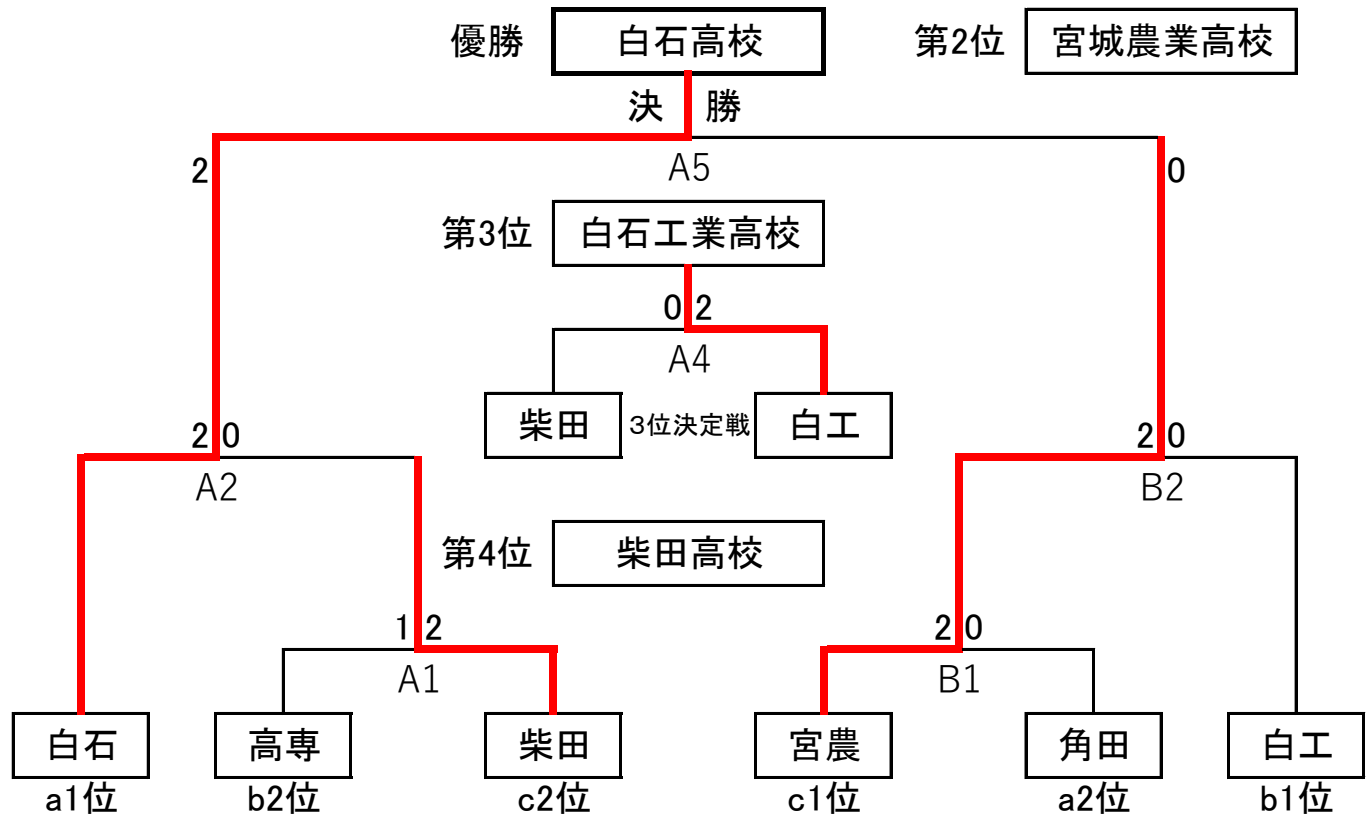 優勝 白石高校 第2位 宮城農業高校
決 勝
2 A5 0
第3位 白石工業高校
0 2
A4
柴田 3位決定戦 白工
2 0 2 0
A2 B2
第4位 柴田高校
1 2 2 0
A1 B1
白石 高専 柴田 宮農 角田 白工
a1位 b2位 c2位 c1位 a2位 b1位